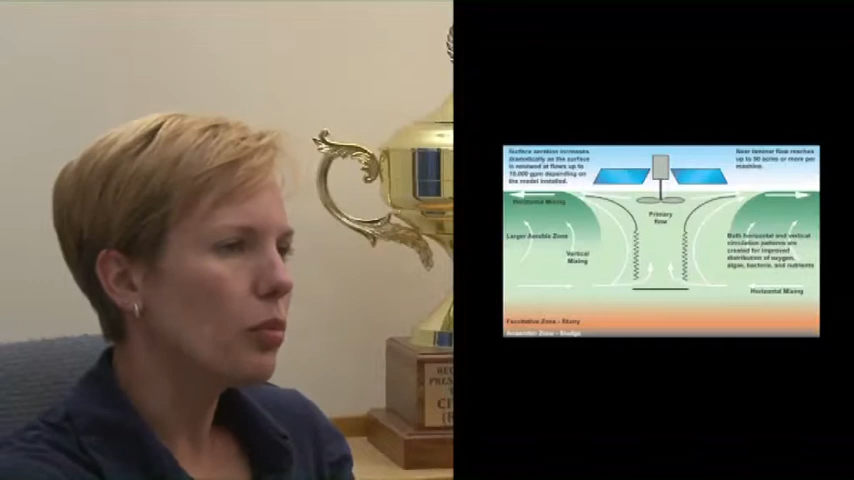 RE
PRES
CI
Surface aeration increases
dramatically as the surface
is renewed at flows up to
10,000 gpm depending on
the model installed.
Near laminar flow reaches
up to 50 acres or more per
machine.
Horizontal Mixing
Primary
flow
Larger Aerobic Zone
Vertical
Mixing
Both horizontal and vertical
circulation patterns are
created for improved
distribution of oxygen,
algae, bacteria, and nutrients
Horizontal Mixing
Facultative Zone - Slurry
Anaerobic Zone - Sludge